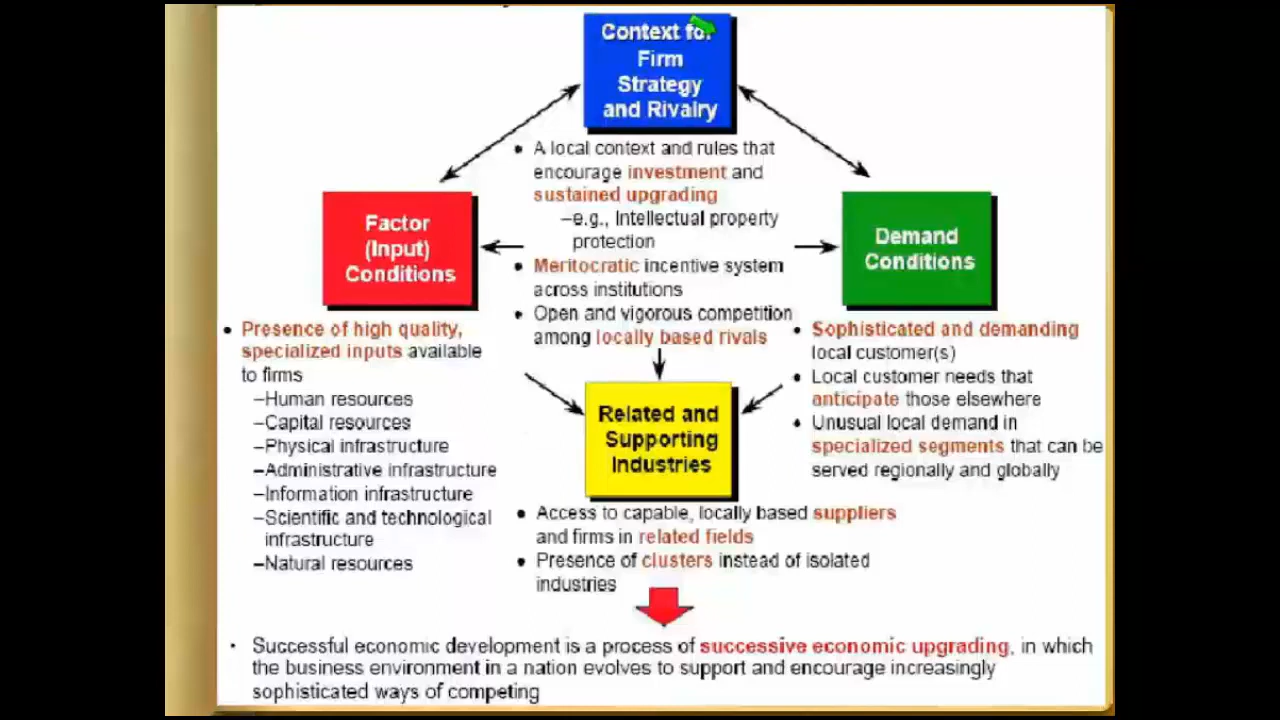 Context for
Firm
Strategy
and Rivalry
• A local context and rules that
encourage investment and
sustained upgrading
–e.g., Intellectual property
protection
• Meritocratic incentive system
across institutions
• Open and vigorous competition
among locally based rivals
Factor
(Input)
Conditions
• Presence of high quality,
specialized inputs available
to firms
–Human resources
–Capital resources
–Physical infrastructure
–Administrative infrastructure
–Information infrastructure
–Scientific and technological
infrastructure
–Natural resources
Demand
Conditions
• Sophisticated and demanding
local customer(s)
• Local customer needs that
anticipate those elsewhere
• Unusual local demand in
specialized segments that can be
served regionally and globally
Related and
Supporting
Industries
• Access to capable, locally based suppliers
and firms in related fields
• Presence of clusters instead of isolated
industries
• Successful economic development is a process of successive economic upgrading, in which
the business environment in a nation evolves to support and encourage increasingly
sophisticated ways of competing